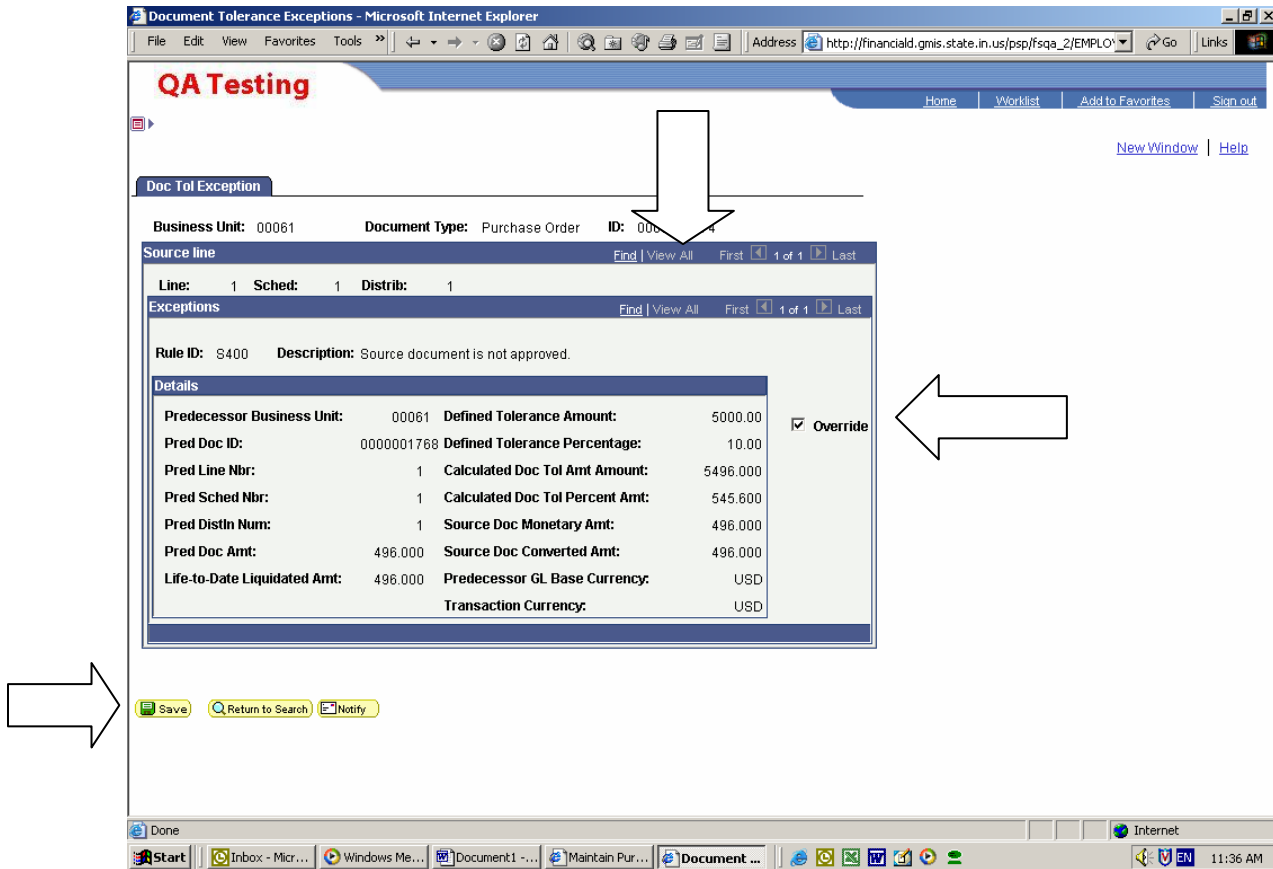 Document Tolerance Exceptions - Microsoft Internet Explorer
File Edit View Favorites Tools » Address http://financiald.gmis.state.in.us/psp/fsqa_2/EMPLO Go Links
QA Testing
Home Worklist Add to Favorites Sign out
New Window | Help
Doc Tol Exception
Business Unit: 00061 Document Type: Purchase Order ID:
Source line Find | View All First 1 of 1 Last
Line: 1 Sched: 1 Distrib: 1
Exceptions Find | View All First 1 of 1 Last
Rule ID: S400 Description: Source document is not approved.
Details
Predecessor Business Unit: 00061 Defined Tolerance Amount: 5000.00
Override
Pred Doc ID: 0000001768 Defined Tolerance Percentage: 10.00
Pred Line Nbr: 1 Calculated Doc Tol Amt Amount: 5496.000
Pred Sched Nbr: 1 Calculated Doc Tol Percent Amt: 545.600
Pred Distln Num: 1 Source Doc Monetary Amt: 496.000
Pred Doc Amt: 496.000 Source Doc Converted Amt: 496.000
Life-to-Date Liquidated Amt: 496.000 Predecessor GL Base Currency: USD
Transaction Currency: USD
Save Return to Search Notify
Done Internet
Start Inbox - Micr... Windows Me... Document1 -... Maintain Pur... Document ... EN 11:36 AM